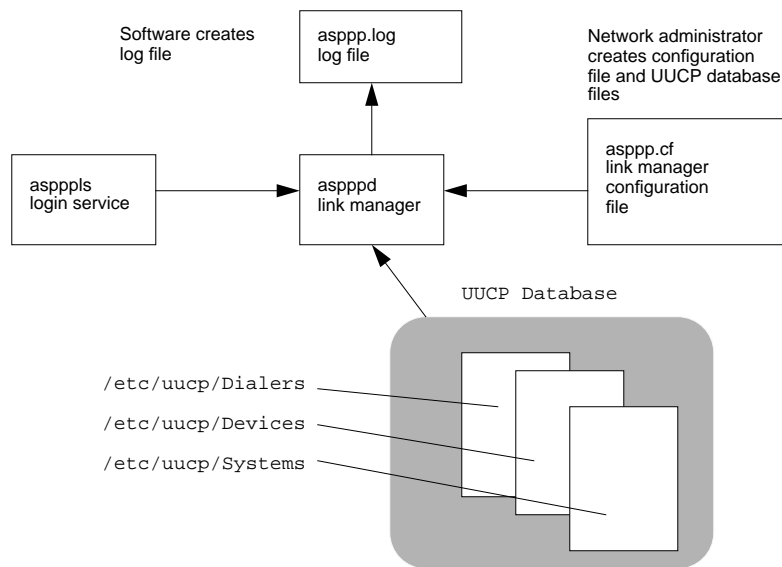 Software creates
log file
asppp.log
log file
Network administrator
creates configuration
file and UUCP database
files
aspppls
login service
aspppd
link manager
asppp.cf
link manager
configuration
file
UUCP Database
/etc/uucp/Dialers
/etc/uucp/Devices
/etc/uucp/Systems